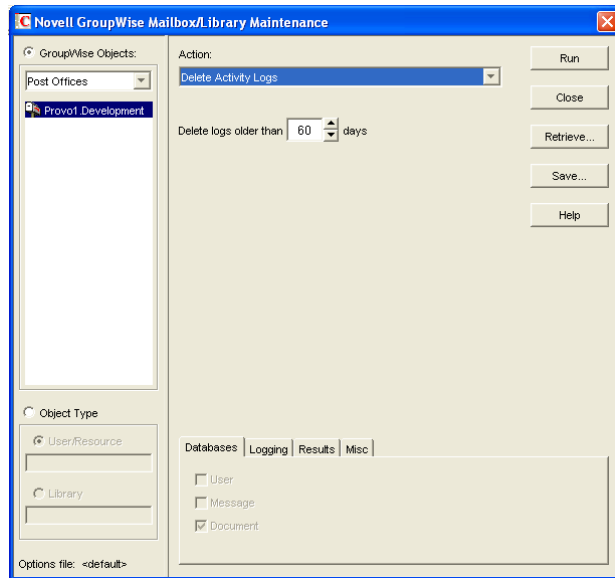 Novell GroupWise Mailbox/Library Maintenance
GroupWise Objects:
Post Offices
Provo1.Development
Object Type
User/Resource
Library
Options file: <default>
Action:
Delete Activity Logs
Delete logs older than 60 days
Run
Close
Retrieve...
Save...
Help
Databases Logging Results Misc
User
Message
Document